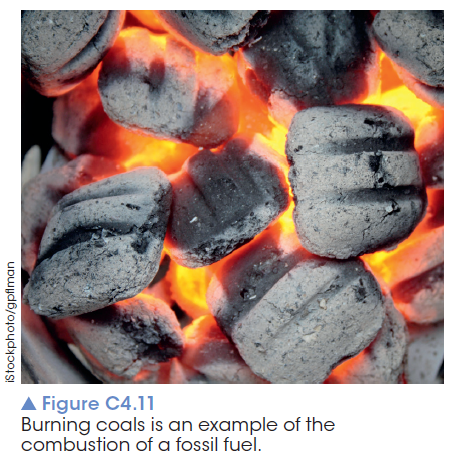 iStockphoto/gpflman
▲ Figure C4.11
Burning coals is an example of the
combustion of a fossil fuel.